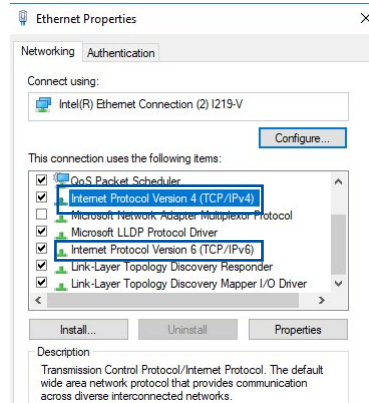 Ethernet Properties
Networking Authentication
Connect using:
Intel(R) Ethernet Connection (2) I219-V
Configure...
This connection uses the following items:
QoS Packet Scheduler
Internet Protocol Version 4 (TCP/IPv4)
Microsoft Network Adapter Multiplexor Protocol
Microsoft LLDP Protocol Driver
Internet Protocol Version 6 (TCP/IPv6)
Link-Layer Topology Discovery Responder
Link-Layer Topology Discovery Mapper I/O Driver
Install... Uninstall Properties
Description
Transmission Control Protocol/Internet Protocol. The default
wide area network protocol that provides communication
across diverse interconnected networks.